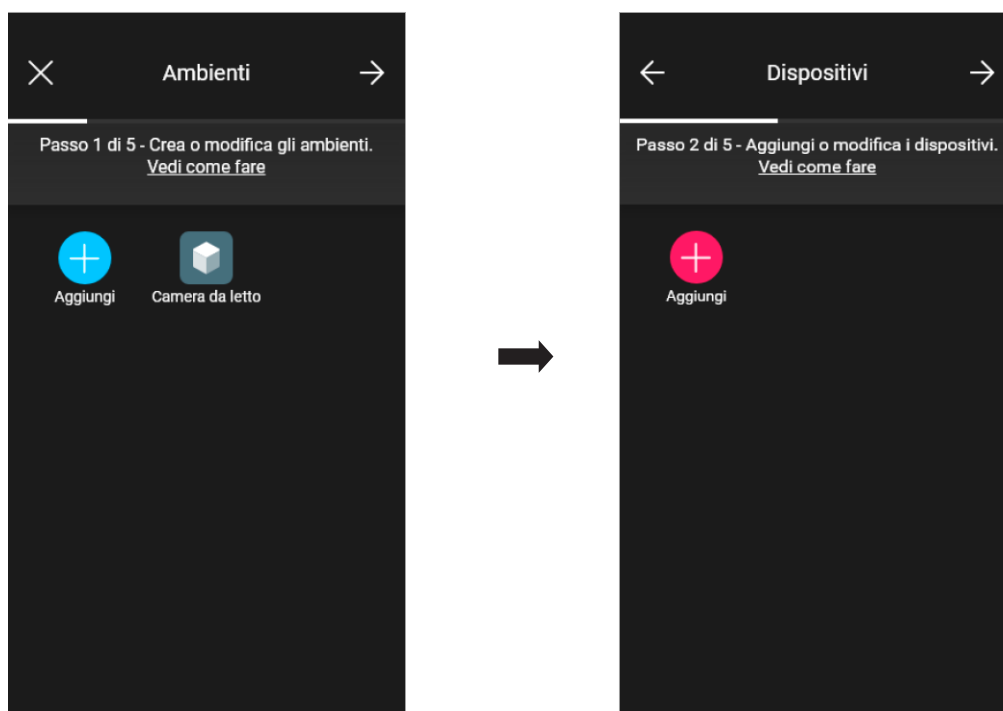 Ambienti
Passo 1 di 5 - Crea o modifica gli ambienti.
Vedi come fare
Aggiungi
Camera da letto
Dispositivi
Passo 2 di 5 - Aggiungi o modifica i dispositivi.
Vedi come fare
Aggiungi